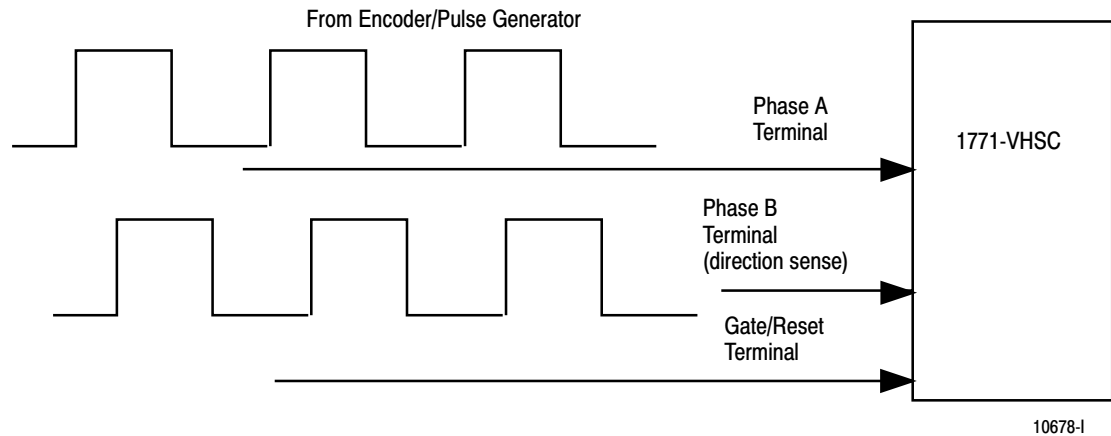 From Encoder/Pulse Generator
Phase A
Terminal
1771-VHSC
Phase B
Terminal
(direction sense)
Gate/Reset
Terminal
10678-I